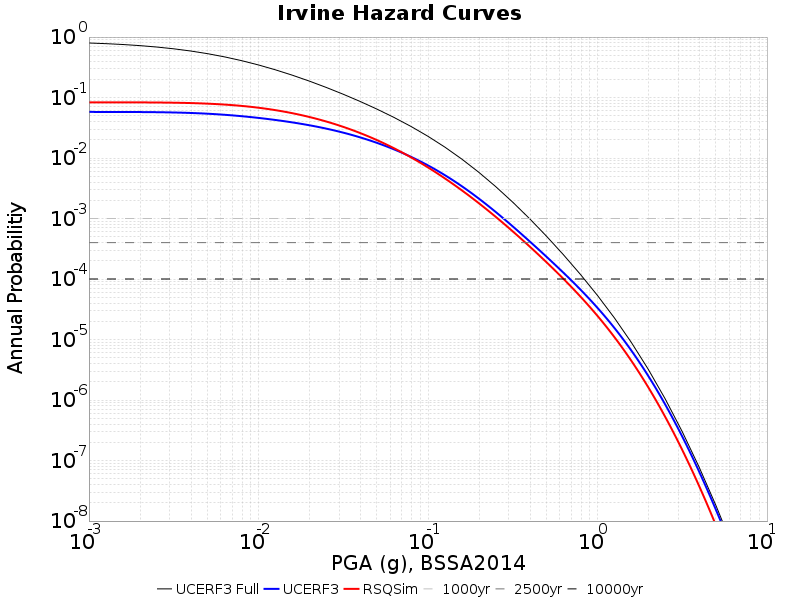 Irvine Hazard Curves
Annual Probabilitiy
10^0
10^-1
10^-2
10^-3
10^-4
10^-5
10^-6
10^-7
10^-8
10^-3 10^-2 10^-1 10^0 10^1
PGA (g), BSSA2014
UCERF3 Full UCERF3 RSQSim 1000yr 2500yr 10000yr